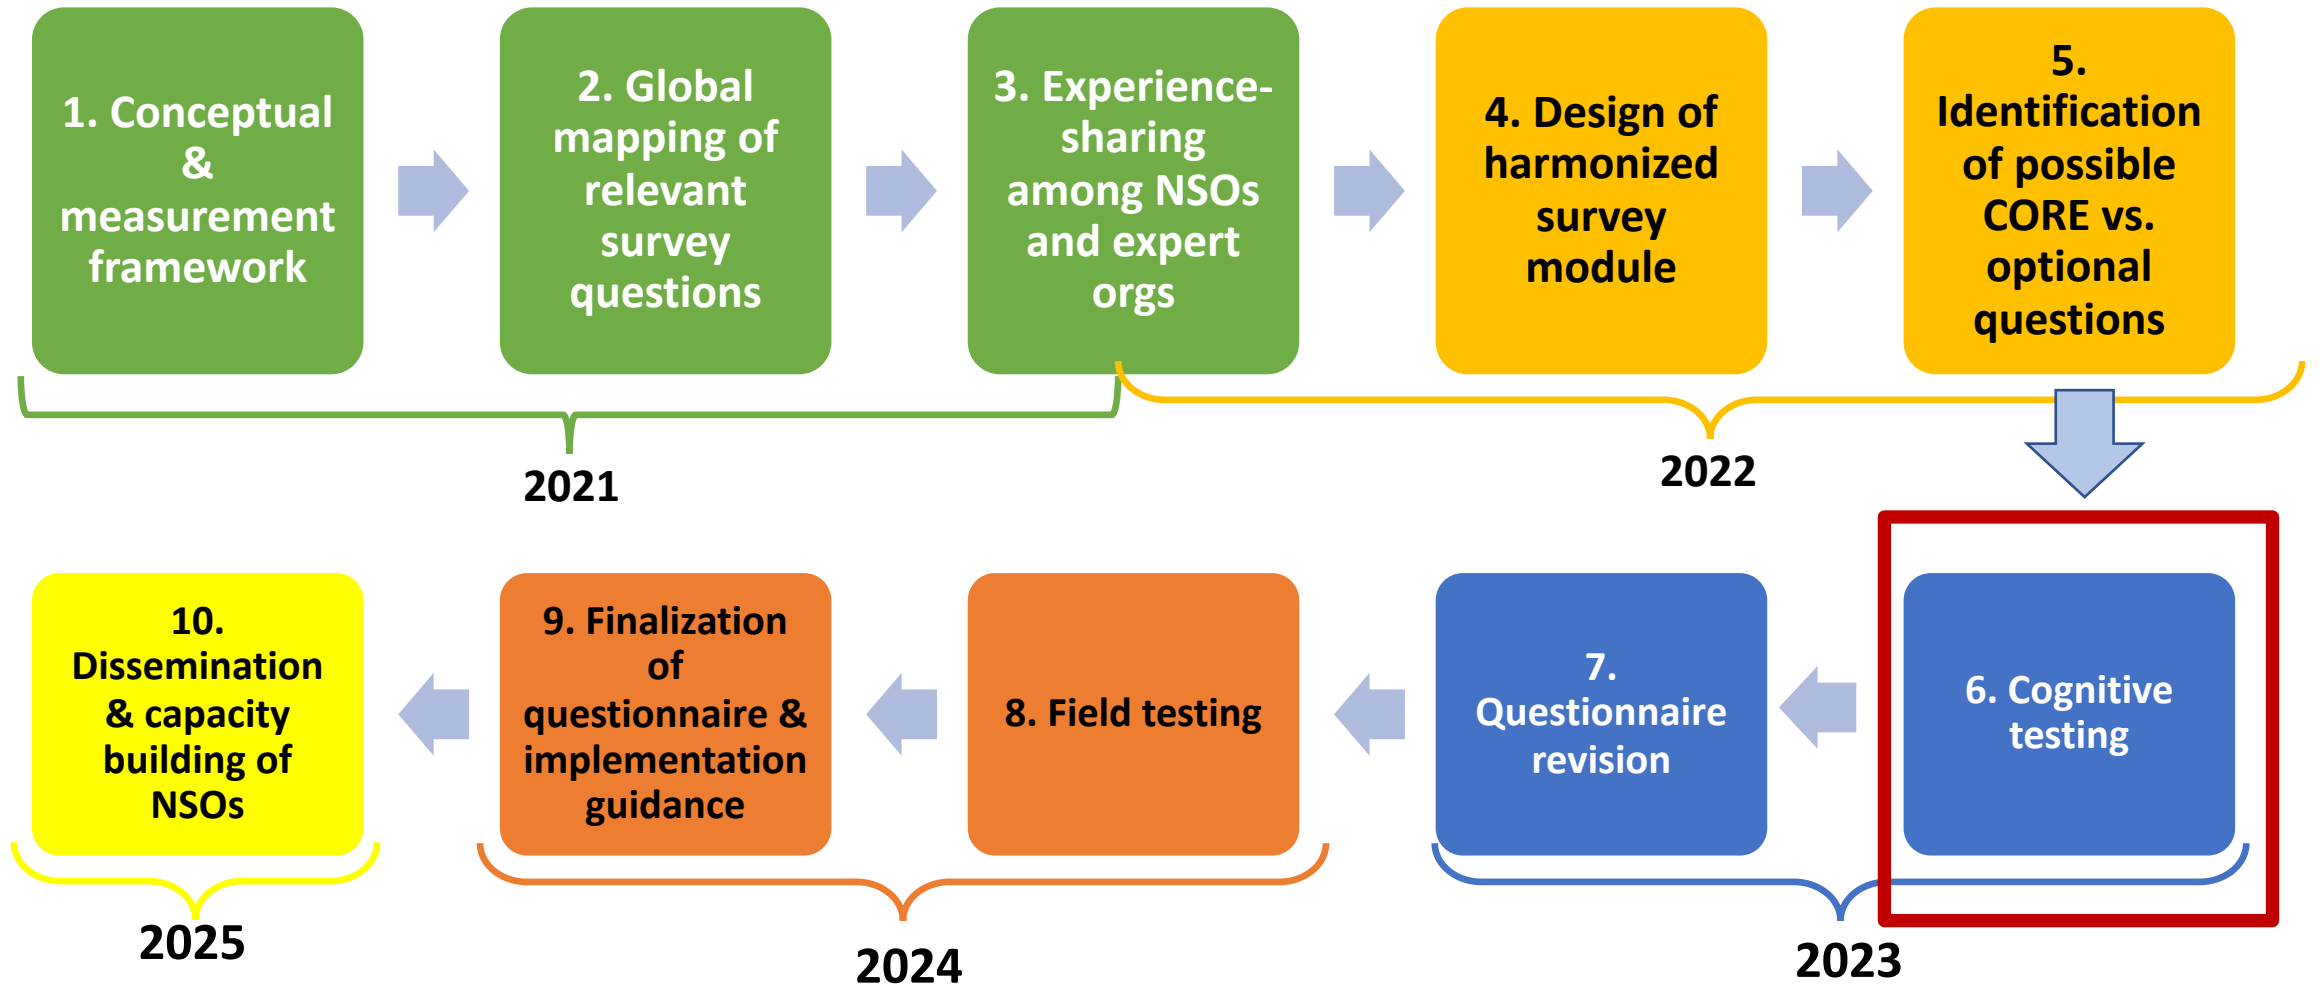 1. Conceptual
&
measurement
framework
2. Global
mapping of
relevant
survey
questions
3. Experience-
sharing
among NSOs
and expert
orgs
4. Design of
harmonized
survey
module
5.
Identification
of possible
CORE vs.
optional
questions
2021
2022
6. Cognitive
testing
7.
Questionnaire
revision
8. Field testing
9. Finalization
of
questionnaire &
implementation
guidance
10.
Dissemination
& capacity
building of
NSOs
2025
2024
2023